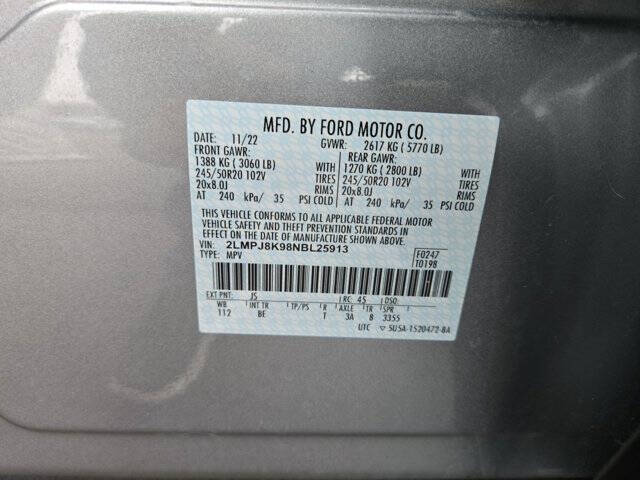 MFD. BY FORD MOTOR CO.
DATE: 11/22 GVWR: 2617 KG ( 5770 LB)
FRONT GAWR: REAR GAWR:
1388 KG ( 3060 LB) WITH 1270 KG ( 2800 LB) WITH
245/50R20 102V TIRES 245/50R20 102V TIRES
20x8.0J RIMS 20x8.0J RIMS
AT 240 kPa/ 35 PSI COLD AT 240 kPa/ 35 PSI COLD
THIS VEHICLE CONFORMS TO ALL APPLICABLE FEDERAL MOTOR
VEHICLE SAFETY AND THEFT PREVENTION STANDARDS IN
EFFECT ON THE DATE OF MANUFACTURE SHOWN ABOVE.
VIN: 2LMPJ8K98NBL25913 F0247
TYPE: MPV T0198
EXT PNT: JS RC: 45 DSO:
WB INT TR TP/PS R AXLE TR SPR
112 BE T 3A 8 3355
UTC ▽ 5U5A-1520472-BA